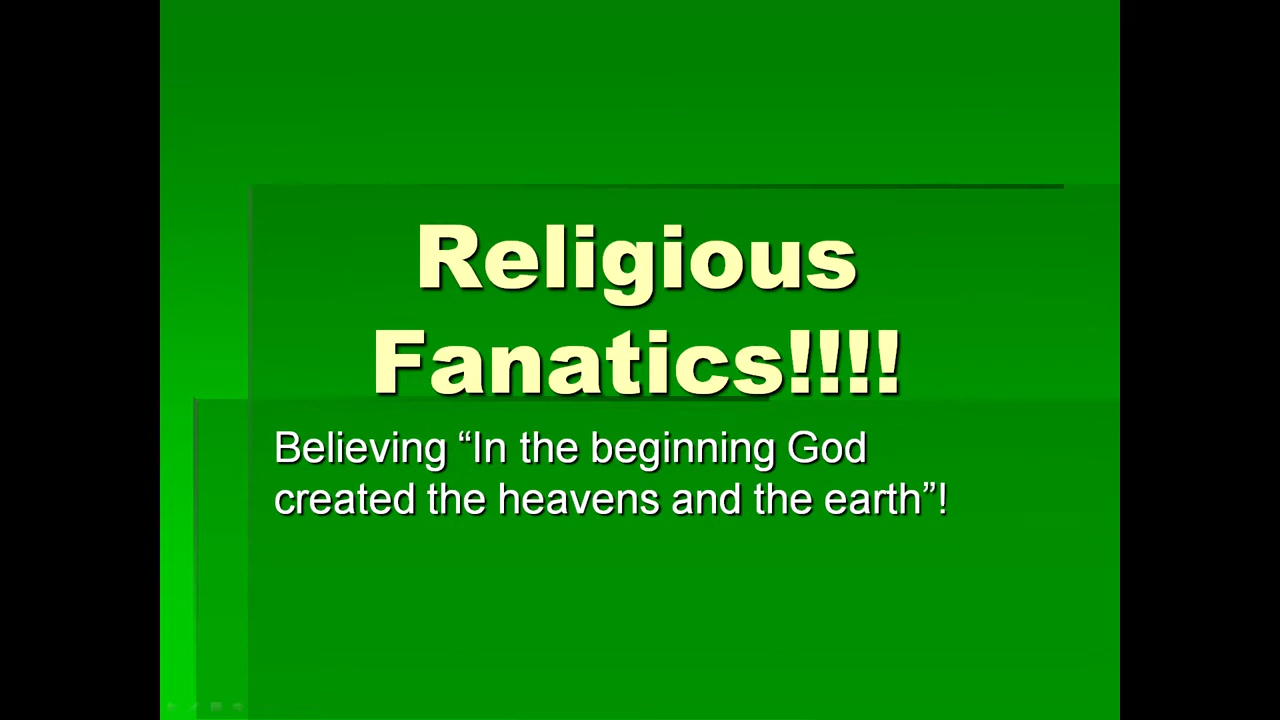 Religious
Fanatics!!!!
Believing “In the beginning God
created the heavens and the earth”!